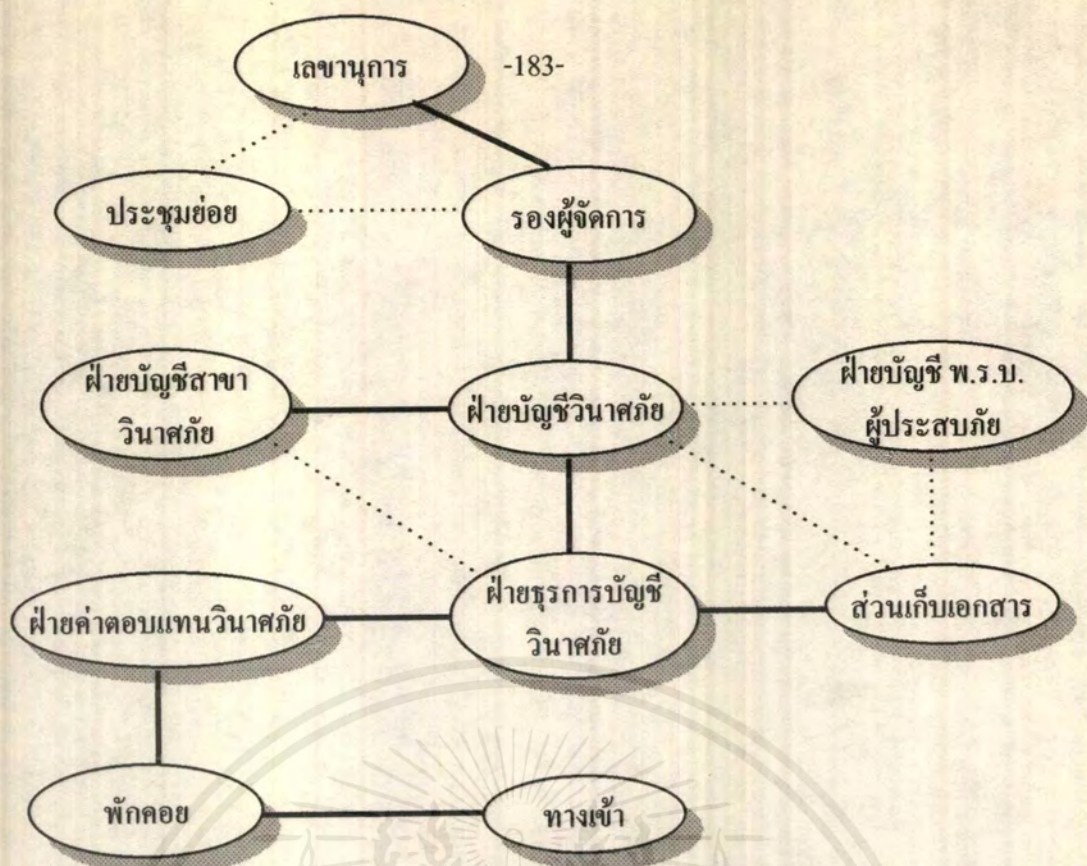 เลขานุการ
-183-
ประชุมย่อย
รองผู้จัดการ
ฝ่ายบัญชีสาขา
วินาศภัย
ฝ่ายบัญชีวินาศภัย
ฝ่ายบัญชี พ.ร.บ.
ผู้ประสบภัย
ฝ่ายค่าตอบแทนวินาศภัย
ฝ่ายธุรการบัญชี
วินาศภัย
ส่วนเก็บเอกสาร
พักคอย
ทางเข้า